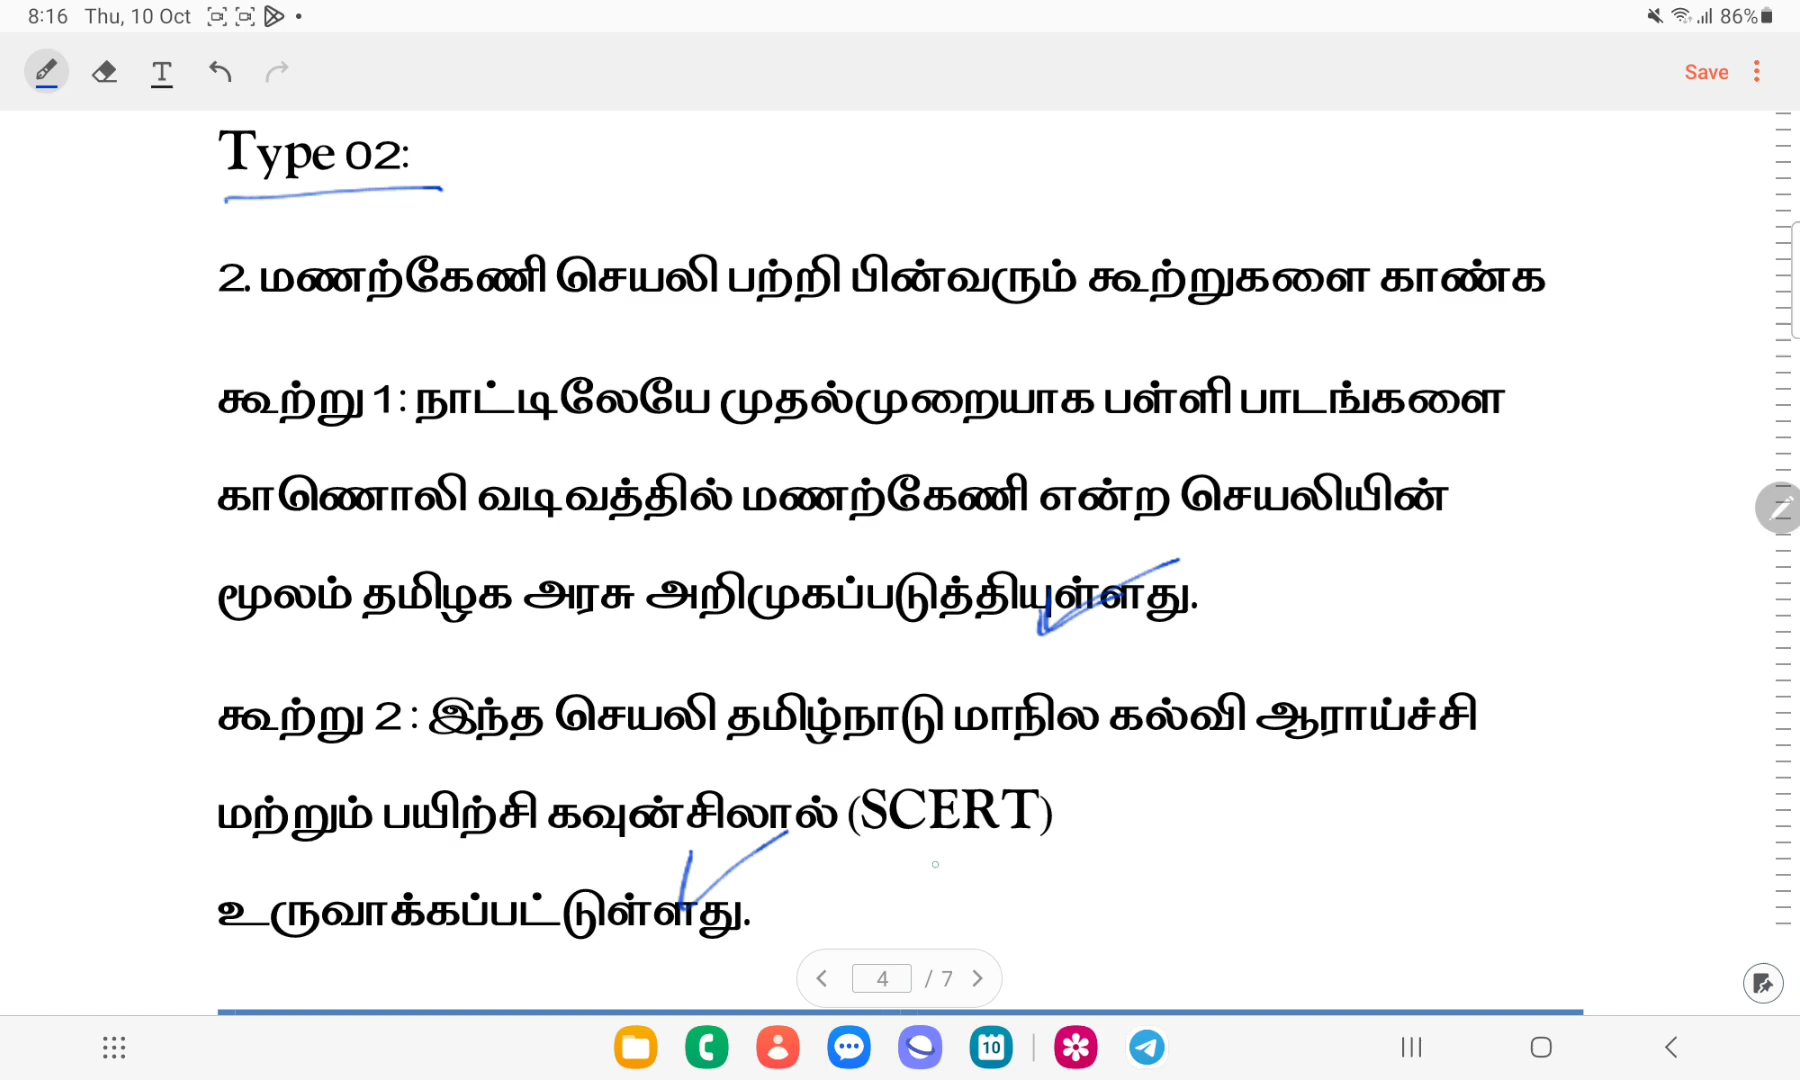 8:16 Thu, 10 Oct 86%
Save
Type 02:
2. மணற்கேணி செயலி பற்றி பின்வரும் கூற்றுகளை காண்க
கூற்று 1: நாட்டிலேயே முதல்முறையாக பள்ளி பாடங்களை
காணொலி வடிவத்தில் மணற்கேணி என்ற செயலியின்
மூலம் தமிழக அரசு அறிமுகப்படுத்தியுள்ளது.
கூற்று 2 : இந்த செயலி தமிழ்நாடு மாநில கல்வி ஆராய்ச்சி
மற்றும் பயிற்சி கவுன்சிலால் (SCERT)
உருவாக்கப்பட்டுள்ளது.
4 / 7
10